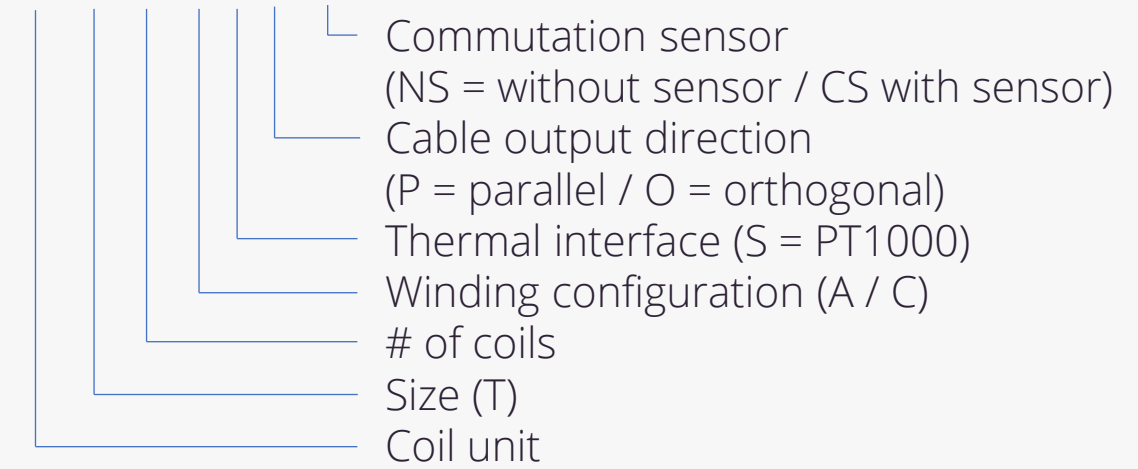 Commutation sensor
(NS = without sensor / CS with sensor)
Cable output direction
(P = parallel / O = orthogonal)
Thermal interface (S = PT1000)
Winding configuration (A / C)
# of coils
Size (T)
Coil unit